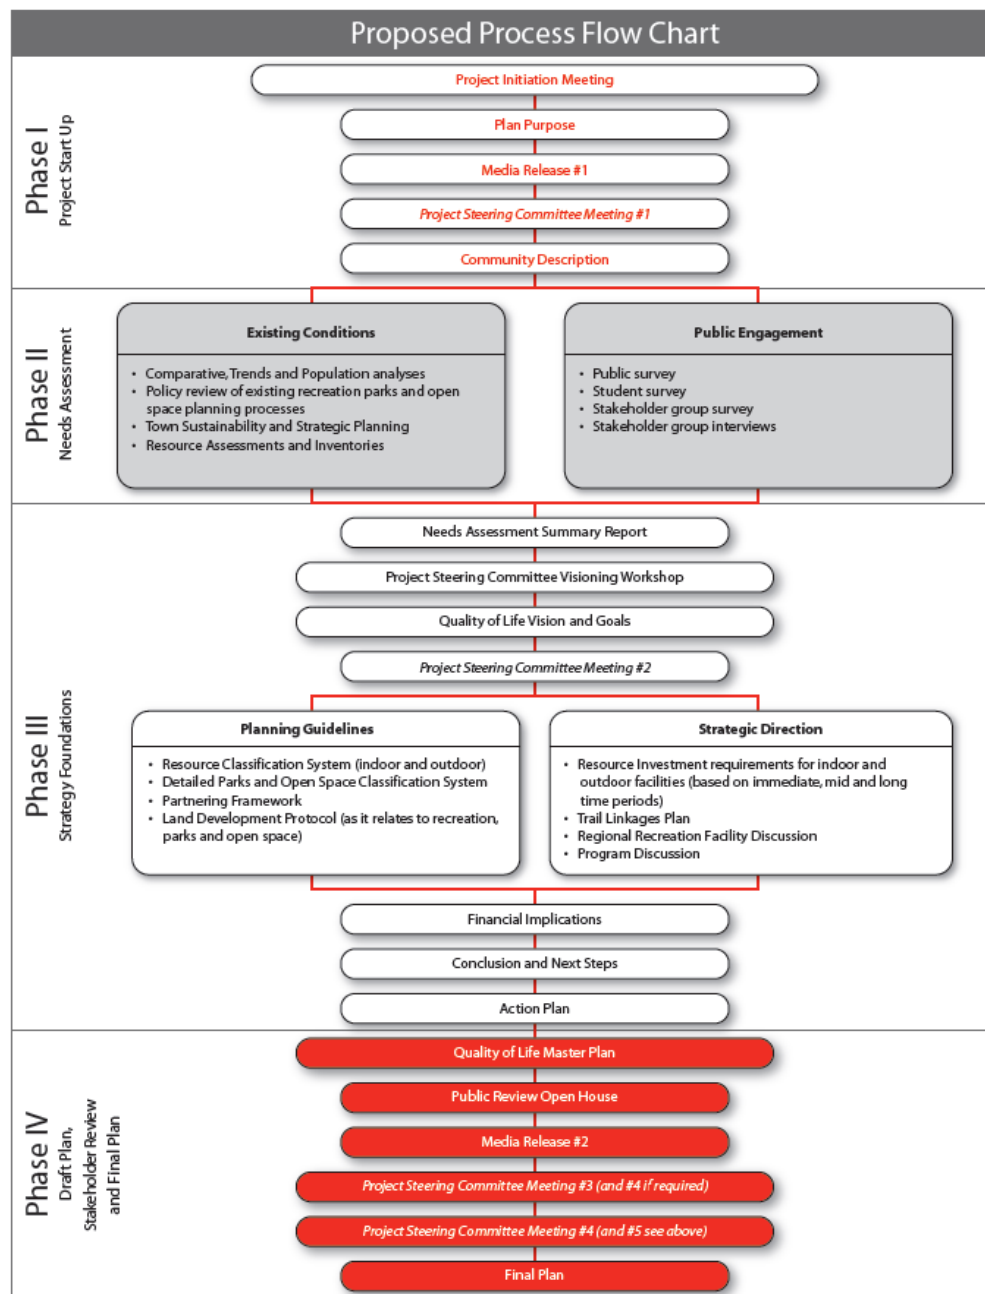 Proposed Process Flow Chart
Phase I
Project Start Up
Project Initiation Meeting
Plan Purpose
Media Release #1
Project Steering Committee Meeting #1
Community Description
Phase II
Needs Assessment
Existing Conditions
• Comparative, Trends and Population analyses
• Policy review of existing recreation parks and open
space planning processes
• Town Sustainability and Strategic Planning
• Resource Assessments and Inventories
Public Engagement
• Public survey
• Student survey
• Stakeholder group survey
• Stakeholder group interviews
Phase III
Strategy Foundations
Needs Assessment Summary Report
Project Steering Committee Visioning Workshop
Quality of Life Vision and Goals
Project Steering Committee Meeting #2
Planning Guidelines
• Resource Classification System (indoor and outdoor)
• Detailed Parks and Open Space Classification System
• Partnering Framework
• Land Development Protocol (as it relates to recreation,
parks and open space)
Strategic Direction
• Resource Investment requirements for indoor and
outdoor facilities (based on immediate, mid and long
time periods)
• Trail Linkages Plan
• Regional Recreation Facility Discussion
• Program Discussion
Financial Implications
Conclusion and Next Steps
Action Plan
Phase IV
Draft Plan,
Stakeholder Review
and Final Plan
Quality of Life Master Plan
Public Review Open House
Media Release #2
Project Steering Committee Meeting #3 (and #4 if required)
Project Steering Committee Meeting #4 (and #5 see above)
Final Plan